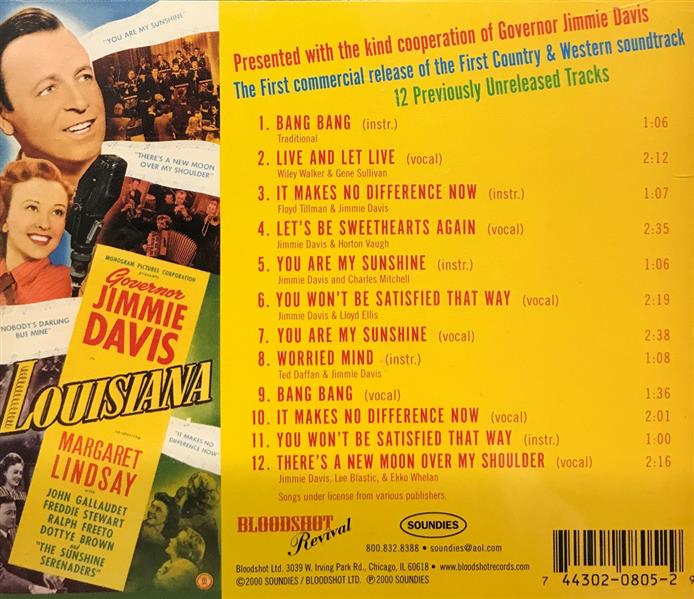 "YOU ARE MY SUNSHINE"
"THERE'S A NEW MOON
OVER MY SHOULDER"
MONOGRAM PICTURES CORPORATION
presents
Governor
JIMMIE
DAVIS
IN
"NOBODY'S DARLING
BUT MINE"
LOUISIANA
co-starring
MARGARET
LINDSAY
"IT MAKES NO
DIFFERENCE NOW"
with
JOHN GALLAUDET
FREDDIE STEWART
RALPH FREETO
DOTTYE BROWN
and
"THE SUNSHINE
SERENADERS"
Presented with the kind cooperation of Governor Jimmie Davis
The First commercial release of the First Country & Western soundtrack
12 Previously Unreleased Tracks
1. BANG BANG (instr.) 1:06
Traditional
2. LIVE AND LET LIVE (vocal) 2:12
Wiley Walker & Gene Sullivan
3. IT MAKES NO DIFFERENCE NOW (instr.) 1:07
Floyd Tillman & Jimmie Davis
4. LET'S BE SWEETHEARTS AGAIN (vocal) 2:35
Jimmie Davis & Horton Vaugh
5. YOU ARE MY SUNSHINE (instr.) 1:06
Jimmie Davis and Charles Mitchell
6. YOU WON'T BE SATISFIED THAT WAY (vocal) 2:19
Jimmie Davis & Lloyd Ellis
7. YOU ARE MY SUNSHINE (vocal) 2:38
8. WORRIED MIND (instr.) 1:08
Ted Daffan & Jimmie Davis
9. BANG BANG (vocal) 1:36
10. IT MAKES NO DIFFERENCE NOW (vocal) 2:01
11. YOU WON'T BE SATISFIED THAT WAY (instr.) 1:00
12. THERE'S A NEW MOON OVER MY SHOULDER (vocal) 2:16
Jimmie Davis, Lee Blastic, & Ekko Whelan
Songs under license from various publishers.
BLOODSHOT
Revival
SOUNDIES
800.832.8388 • soundies@aol.com
Bloodshot Ltd. 3039 W. Irving Park Rd., Chicago, IL 60618 • www.bloodshotrecords.com
©2000 SOUNDIES / BLOODSHOT LTD. ℗2000 SOUNDIES
7 44302-0805-2 9